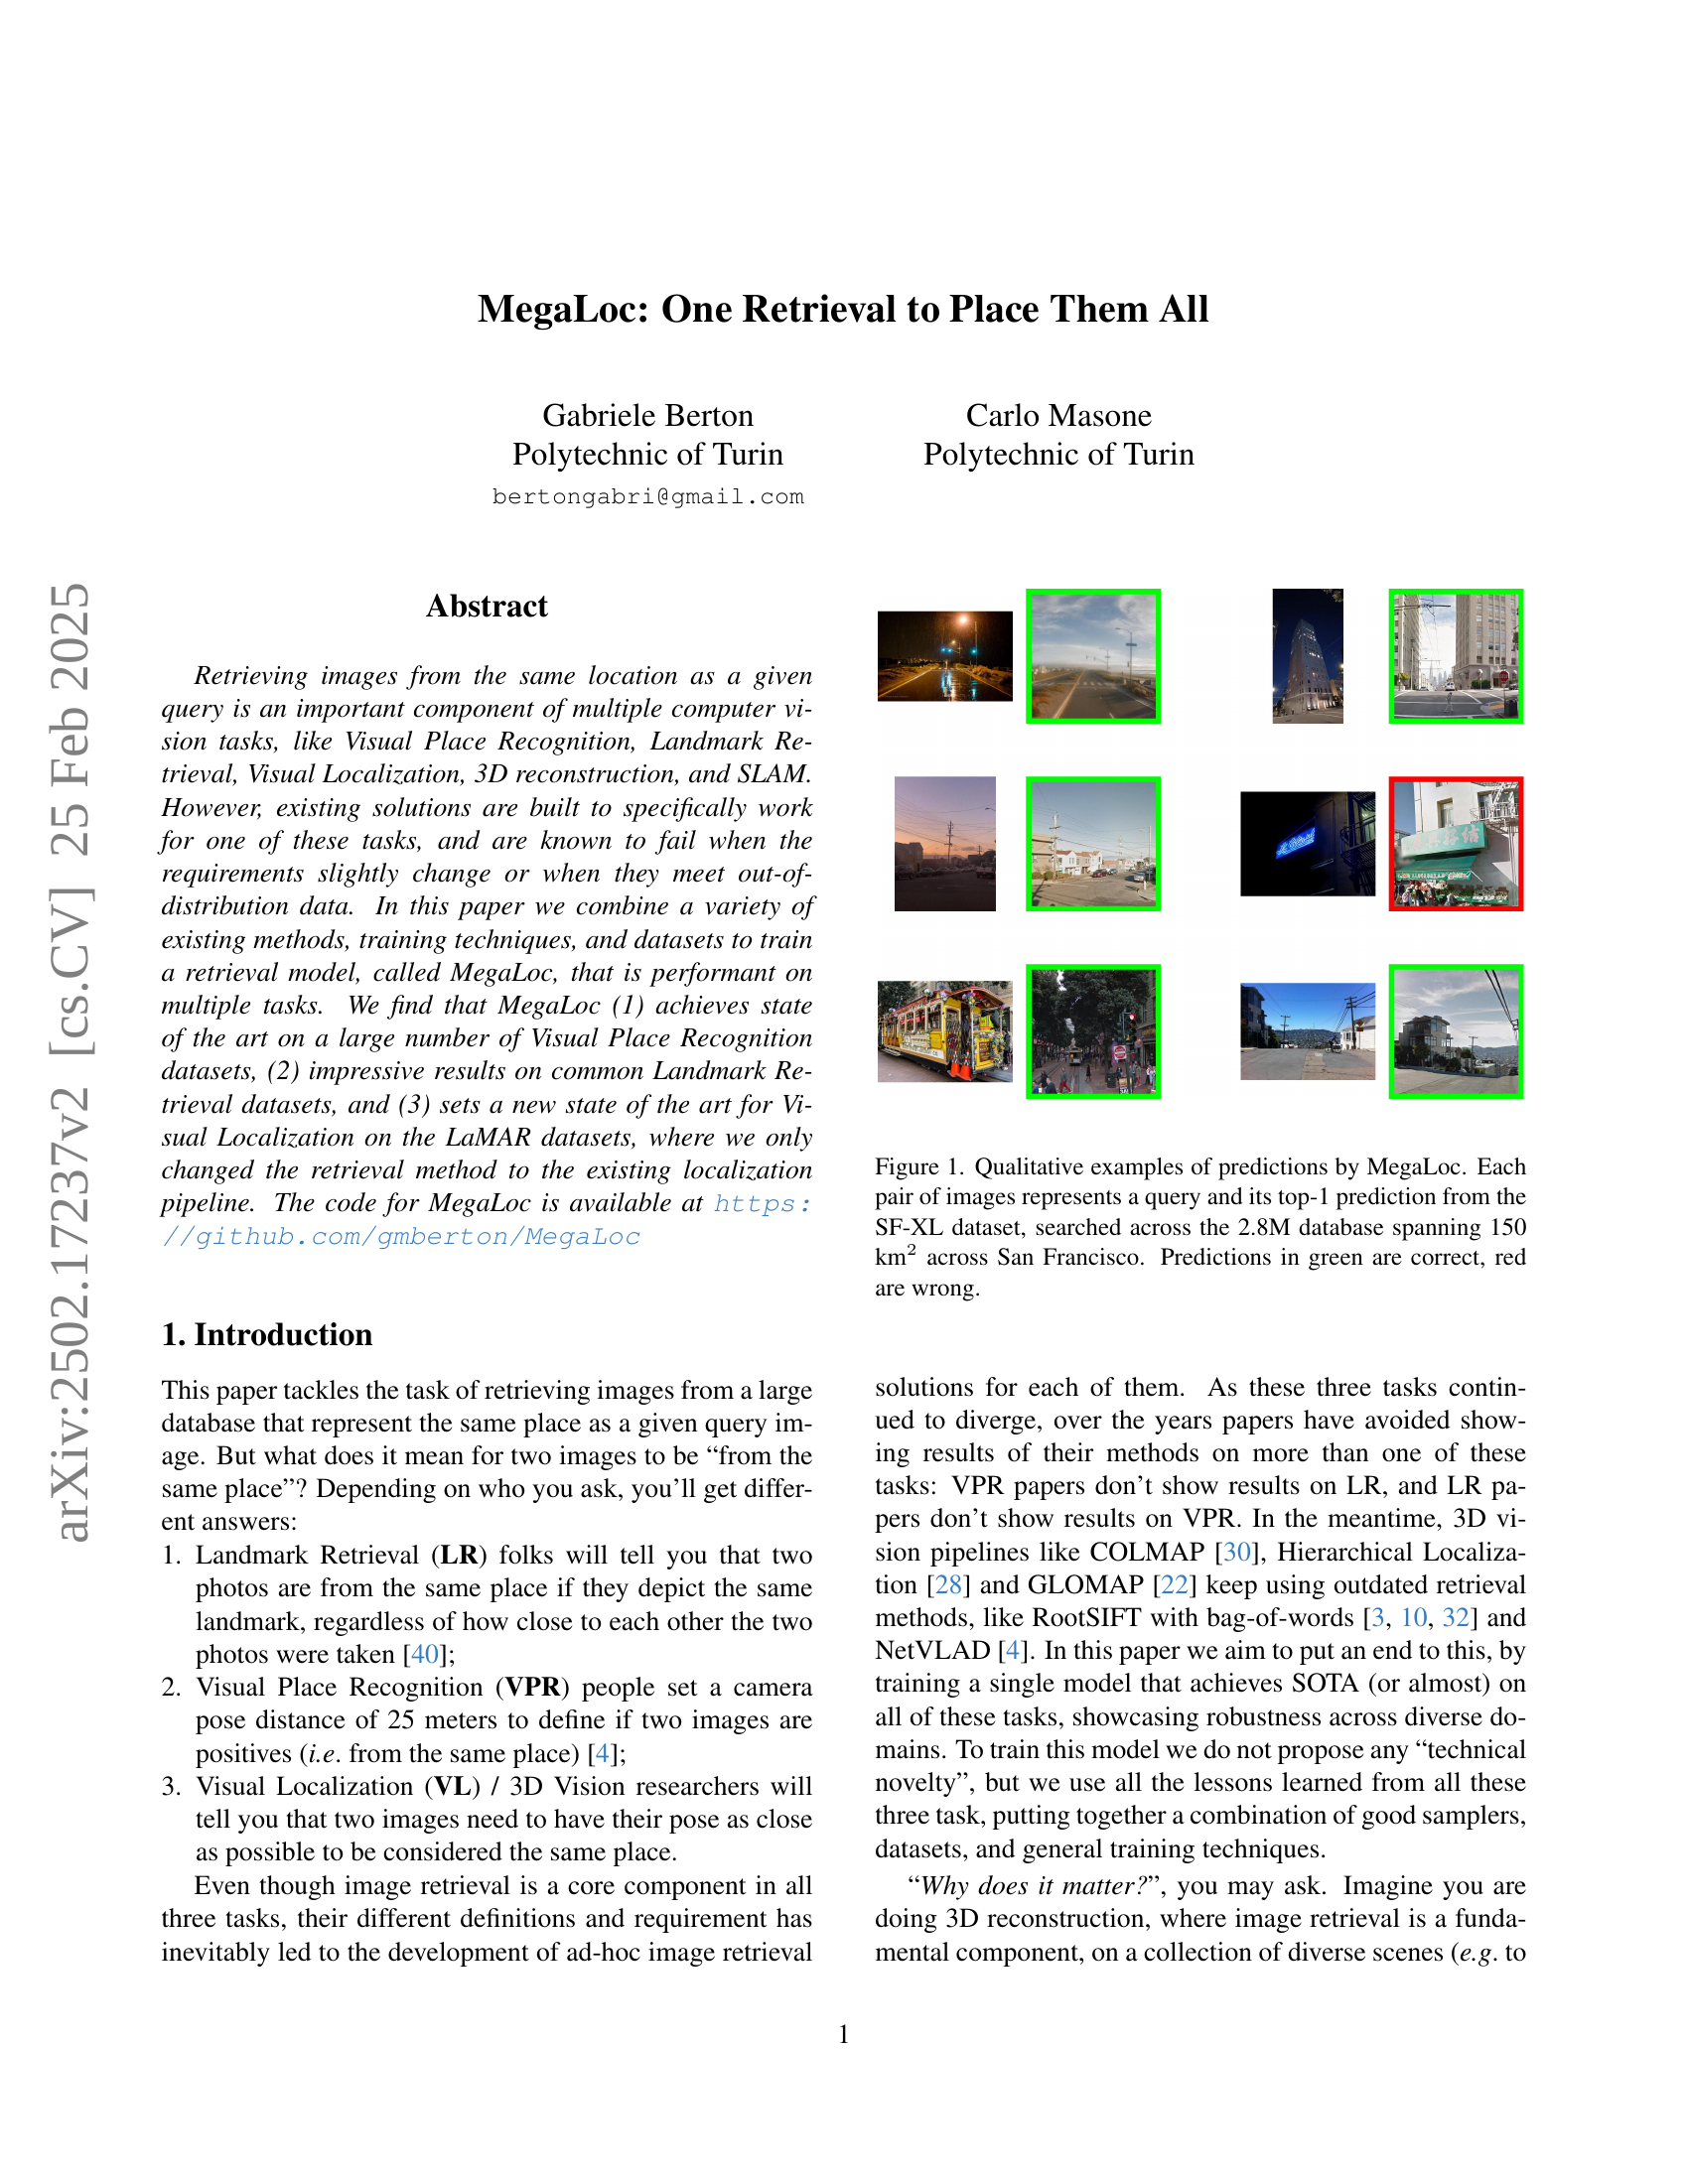 MegaLoc: One Retrieval to Place Them All
Gabriele Berton
Polytechnic of Turin
bertongabri@gmail.com
Carlo Masone
Polytechnic of Turin
arXiv:2502.17237v2 [cs.CV] 25 Feb 2025
Abstract
Retrieving images from the same location as a given
query is an important component of multiple computer vi-
sion tasks, like Visual Place Recognition, Landmark Re-
trieval, Visual Localization, 3D reconstruction, and SLAM.
However, existing solutions are built to specifically work
for one of these tasks, and are known to fail when the
requirements slightly change or when they meet out-of-
distribution data. In this paper we combine a variety of
existing methods, training techniques, and datasets to train
a retrieval model, called MegaLoc, that is performant on
multiple tasks. We find that MegaLoc (1) achieves state
of the art on a large number of Visual Place Recognition
datasets, (2) impressive results on common Landmark Re-
trieval datasets, and (3) sets a new state of the art for Vi-
sual Localization on the LaMAR datasets, where we only
changed the retrieval method to the existing localization
pipeline. The code for MegaLoc is available at https:
//github.com/gmberton/MegaLoc
1. Introduction
This paper tackles the task of retrieving images from a large
database that represent the same place as a given query im-
age. But what does it mean for two images to be “from the
same place”? Depending on who you ask, you’ll get differ-
ent answers:
1. Landmark Retrieval (LR) folks will tell you that two
photos are from the same place if they depict the same
landmark, regardless of how close to each other the two
photos were taken [40];
2. Visual Place Recognition (VPR) people set a camera
pose distance of 25 meters to define if two images are
positives (i.e. from the same place) [4];
3. Visual Localization (VL) / 3D Vision researchers will
tell you that two images need to have their pose as close
as possible to be considered the same place.
Even though image retrieval is a core component in all
three tasks, their different definitions and requirement has
inevitably led to the development of ad-hoc image retrieval
Figure 1. Qualitative examples of predictions by MegaLoc. Each
pair of images represents a query and its top-1 prediction from the
SF-XL dataset, searched across the 2.8M database spanning 150
km² across San Francisco. Predictions in green are correct, red
are wrong.
solutions for each of them. As these three tasks contin-
ued to diverge, over the years papers have avoided show-
ing results of their methods on more than one of these
tasks: VPR papers don’t show results on LR, and LR pa-
pers don’t show results on VPR. In the meantime, 3D vi-
sion pipelines like COLMAP [30], Hierarchical Localiza-
tion [28] and GLOMAP [22] keep using outdated retrieval
methods, like RootSIFT with bag-of-words [3, 10, 32] and
NetVLAD [4]. In this paper we aim to put an end to this, by
training a single model that achieves SOTA (or almost) on
all of these tasks, showcasing robustness across diverse do-
mains. To train this model we do not propose any “technical
novelty”, but we use all the lessons learned from all these
three task, putting together a combination of good samplers,
datasets, and general training techniques.
“Why does it matter?”, you may ask. Imagine you are
doing 3D reconstruction, where image retrieval is a funda-
mental component, on a collection of diverse scenes (e.g. to
1